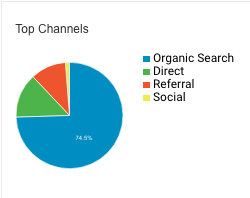 Top Channels
Organic Search
Direct
Referral
Social
74.5%